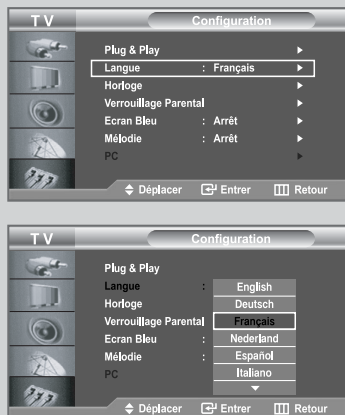 TV Configuration
Plug & Play
Langue : Français
Horloge
Verrouillage Parental
Ecran Bleu : Arrêt
Mélodie : Arrêt
PC
Déplacer Entrer Retour
TV Configuration
Plug & Play
Langue : English
Horloge Deutsch
Verrouillage Parental Français
Ecran Bleu : Nederland
Mélodie : Español
PC Italiano
Déplacer Entrer Retour